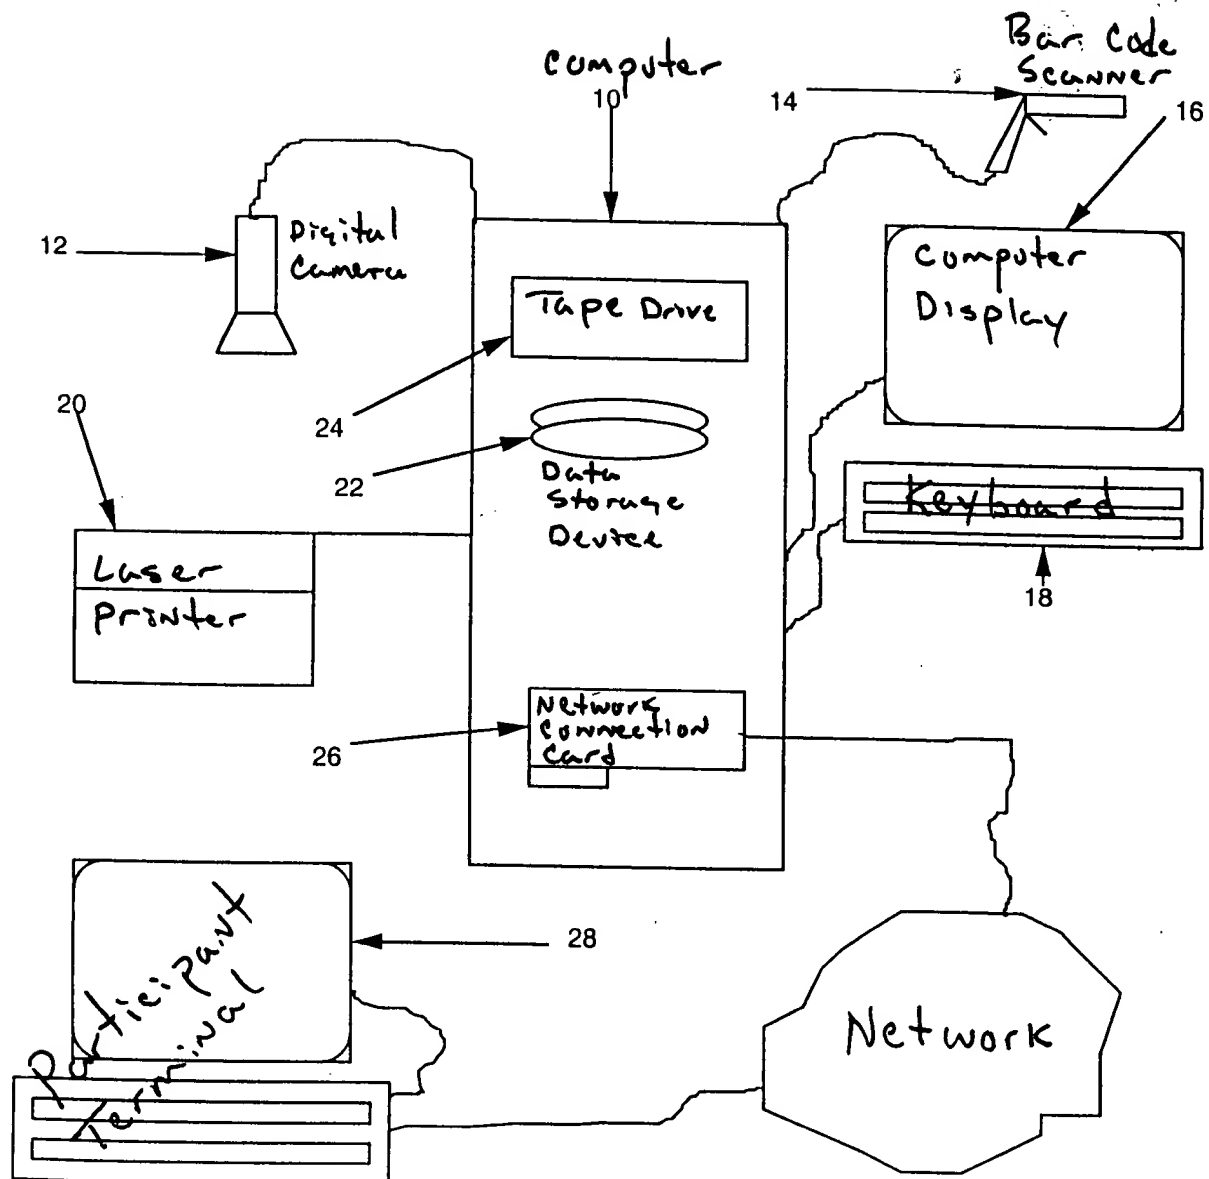 Computer
10
14
Bar Code
Scanner
16
12
Digital
Camera
Tape Drive
Computer
Display
24
20
22
Data
Storage
Device
Keyboard
18
Laser
Printer
26
Network
Connection
Card
28
Participant
Terminal
Network